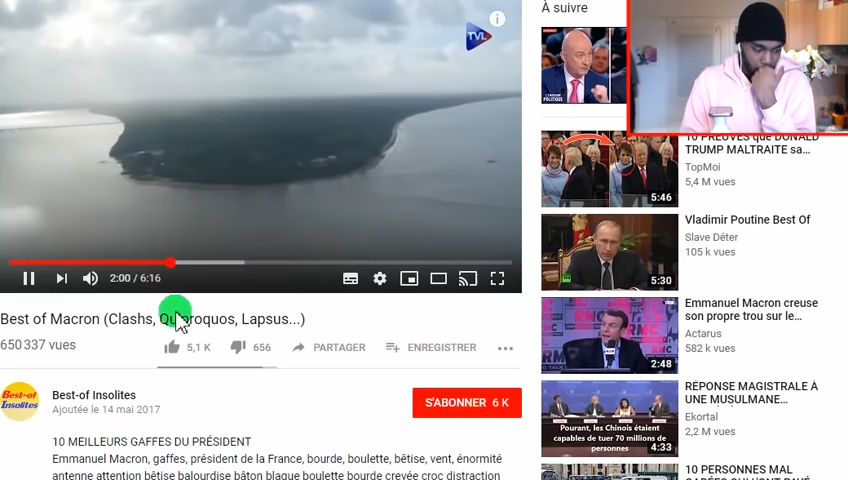 TVL
2:00 / 6:16
Best of Macron (Clashs, Quiproquos, Lapsus...)
650 337 vues
5,1 K
656
PARTAGER
ENREGISTRER
Best-of Insolites
Best-of Insolites
Ajoutée le 14 mai 2017
S'ABONNER 6 K
10 MEILLEURS GAFFES DU PRÉSIDENT
Emmanuel Macron, gaffes, président de la France, bourde, boulette, bêtise, vent, énormité
antenne attention bêtise balourdise bâton blague boulette bourde crevée croc distraction
À suivre
POLITIQUE
10 PREUVES que DONALD
TRUMP MALTRAITE sa...
TopMoi
5,4 M vues
5:46
Vladimir Poutine Best Of
Slave Déter
105 k vues
5:30
Emmanuel Macron creuse
son propre trou sur le...
Actarus
582 k vues
RMC
2:48
RÉPONSE MAGISTRALE À
UNE MUSULMANE...
Ekortal
2,2 M vues
Pourant, les Chinois étaient
capables de tuer 70 millions de
personnes
4:33
10 PERSONNES MAL